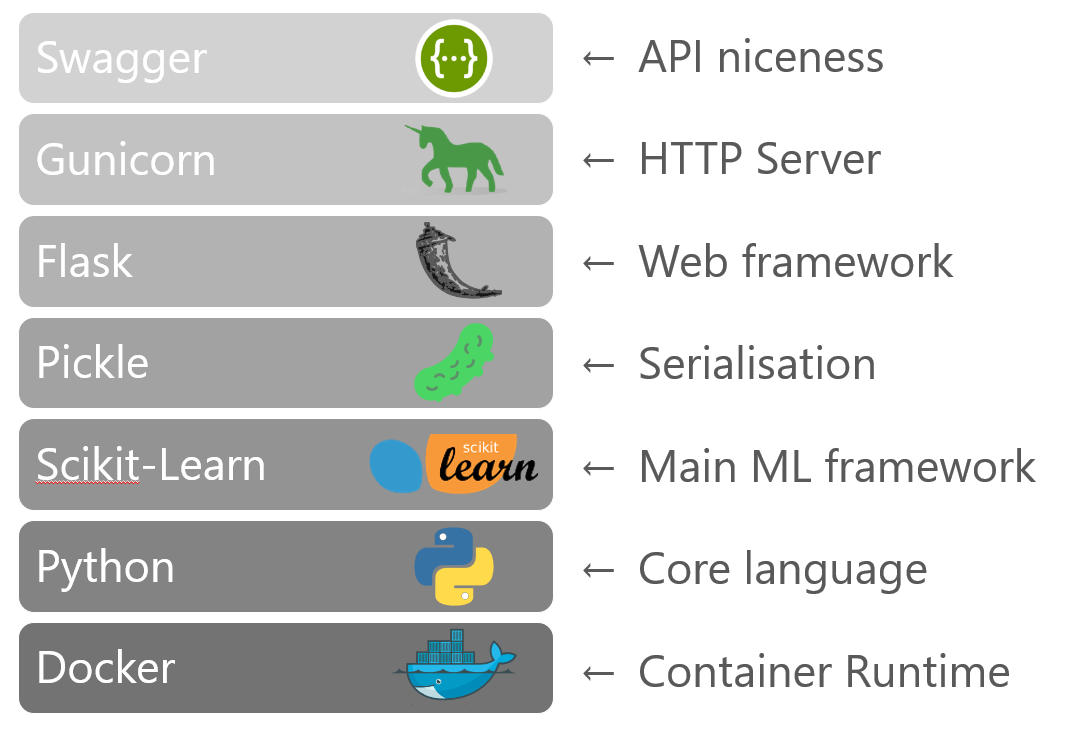 Swagger {···} ← API niceness
Gunicorn ← HTTP Server
Flask ← Web framework
Pickle ← Serialisation
Scikit-Learn scikit learn ← Main ML framework
Python ← Core language
Docker ← Container Runtime